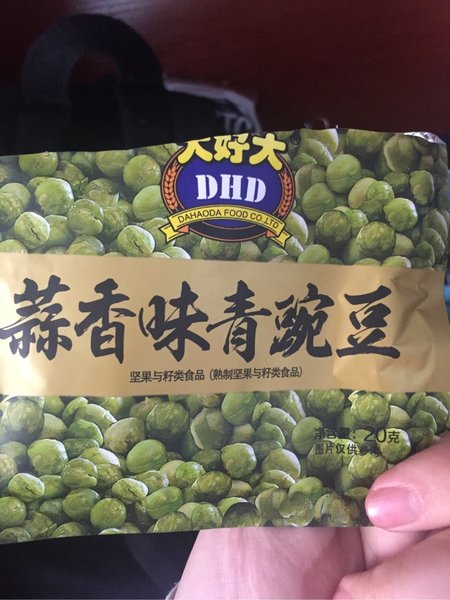 大好大
DHD
DAHAODA FOOD CO.,LTD
蒜香味青豌豆
坚果与籽类食品（熟制坚果与籽类食品）
净含量：20克
图片仅供参考